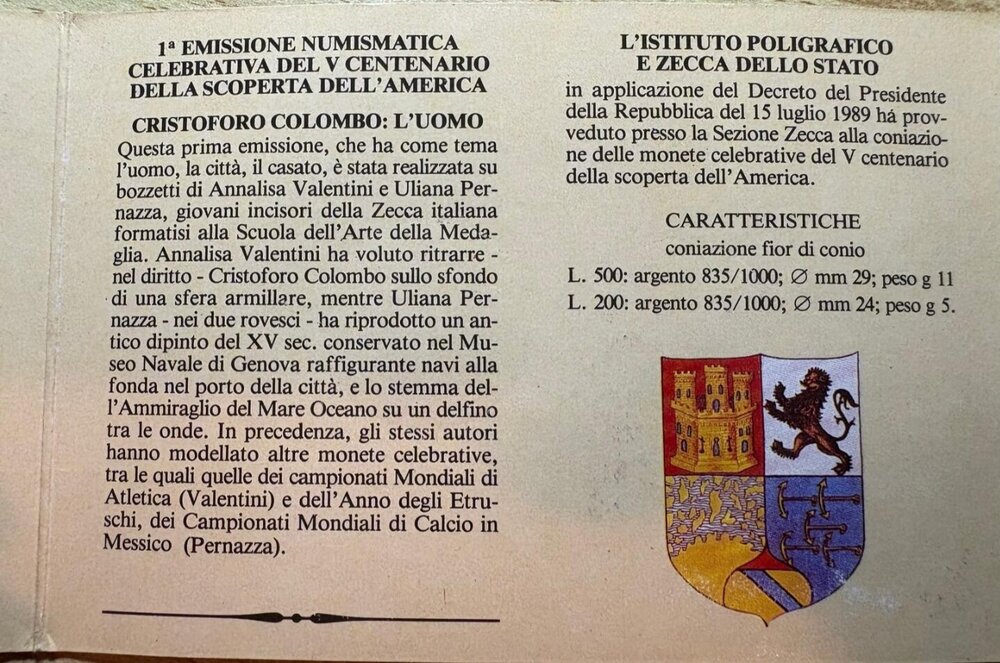 1ª EMISSIONE NUMISMATICA
CELEBRATIVA DEL V CENTENARIO
DELLA SCOPERTA DELL'AMERICA
CRISTOFORO COLOMBO: L'UOMO
Questa prima emissione, che ha come tema
l'uomo, la città, il casato, è stata realizzata su
bozzetti di Annalisa Valentini e Uliana Per-
nazza, giovani incisori della Zecca italiana
formatisi alla Scuola dell'Arte della Meda-
glia. Annalisa Valentini ha voluto ritrarre -
nel diritto - Cristoforo Colombo sullo sfondo
di una sfera armillare, mentre Uliana Per-
nazza - nei due rovesci - ha riprodotto un an-
tico dipinto del XV sec. conservato nel Mu-
seo Navale di Genova raffigurante navi alla
fonda nel porto della città, e lo stemma del-
l'Ammiraglio del Mare Oceano su un delfino
tra le onde. In precedenza, gli stessi autori
hanno modellato altre monete celebrative,
tra le quali quelle dei campionati Mondiali di
Atletica (Valentini) e dell'Anno degli Etru-
schi, dei Campionati Mondiali di Calcio in
Messico (Pernazza).
L'ISTITUTO POLIGRAFICO
E ZECCA DELLO STATO
in applicazione del Decreto del Presidente
della Repubblica del 15 luglio 1989 há prov-
veduto presso la Sezione Zecca alla coniazio-
ne delle monete celebrative del V centenario
della scoperta dell'America.
CARATTERISTICHE
coniazione fior di conio
L. 500: argento 835/1000; ∅ mm 29; peso g 11
L. 200: argento 835/1000; ∅ mm 24; peso g 5.